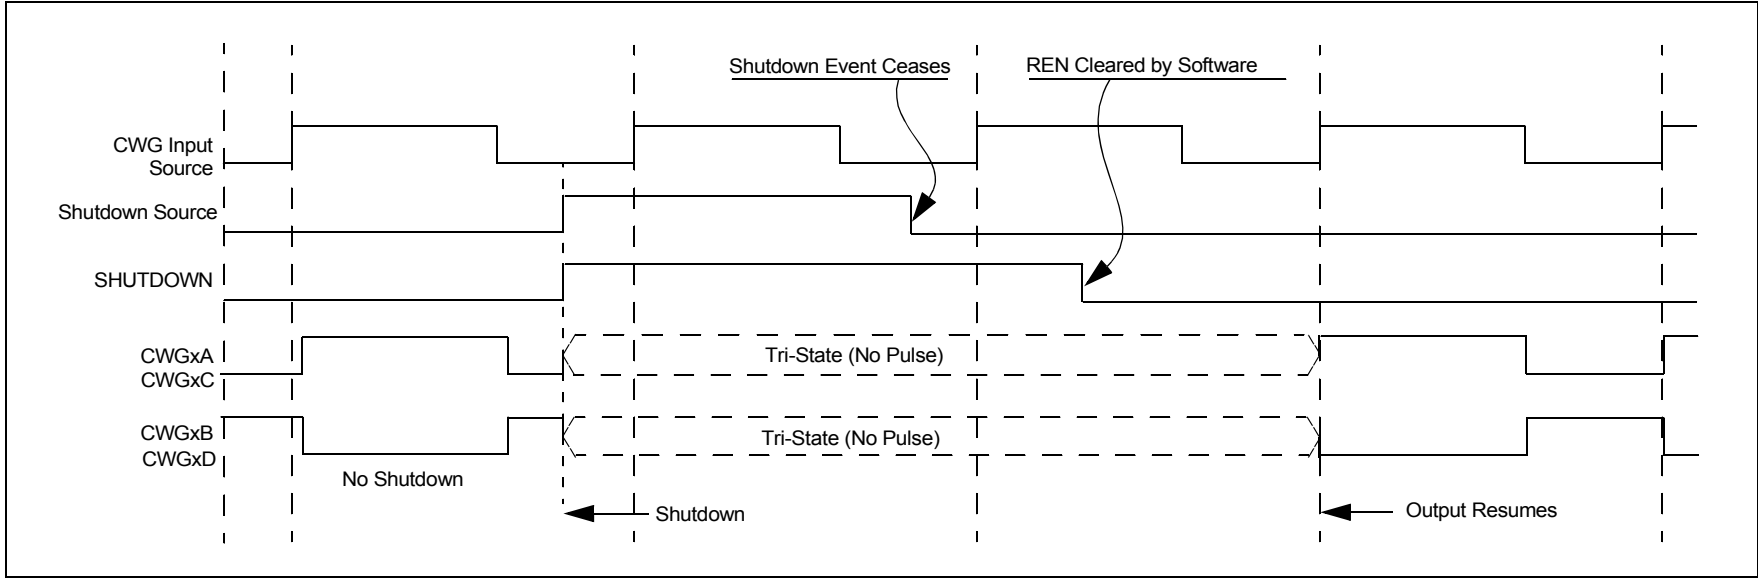 Shutdown Event Ceases
REN Cleared by Software
CWG Input
Source
Shutdown Source
SHUTDOWN
CWGxA
CWGxC
Tri-State (No Pulse)
CWGxB
CWGxD
Tri-State (No Pulse)
No Shutdown
Shutdown
Output Resumes